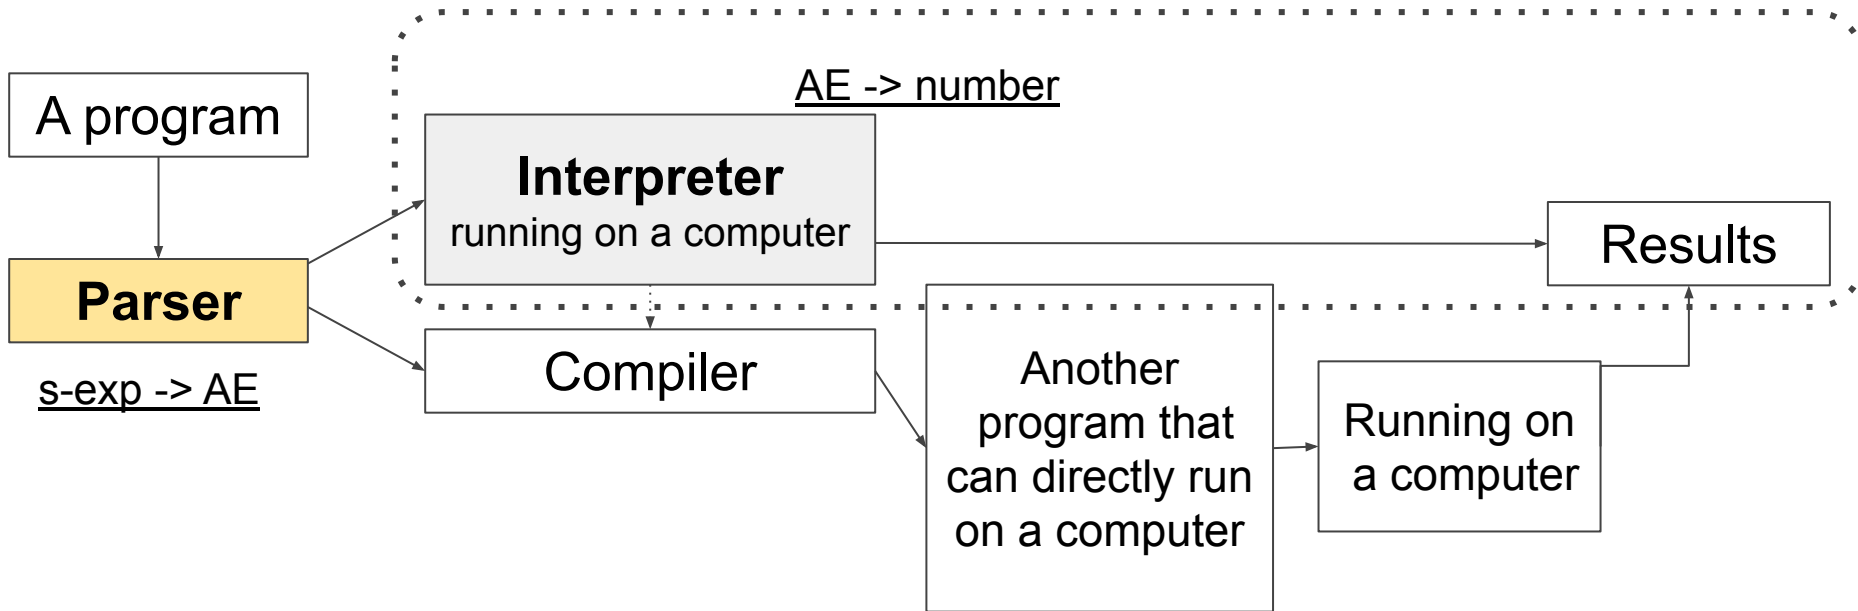 A program
Parser
s-exp -> AE
AE -> number
Interpreter
running on a computer
Compiler
Another
program that
can directly run
on a computer
Running on
a computer
Results